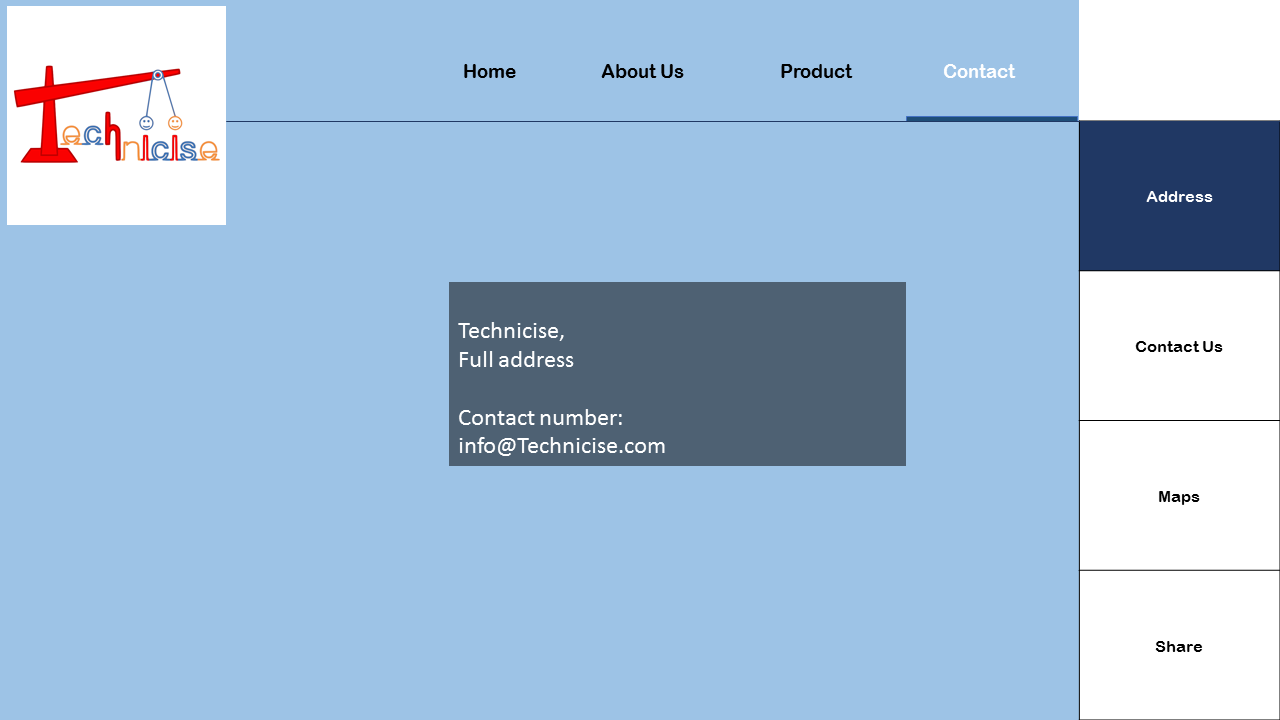 Technicise
Home
About Us
Product
Contact
Address
Contact Us
Maps
Share
Technicise,
Full address
Contact number:
info@Technicise.com